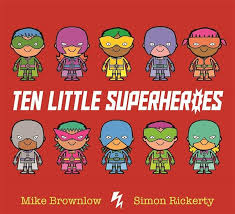 TEN LITTLE SUPERHEROES
Mike Brownlow Simon Rickerty